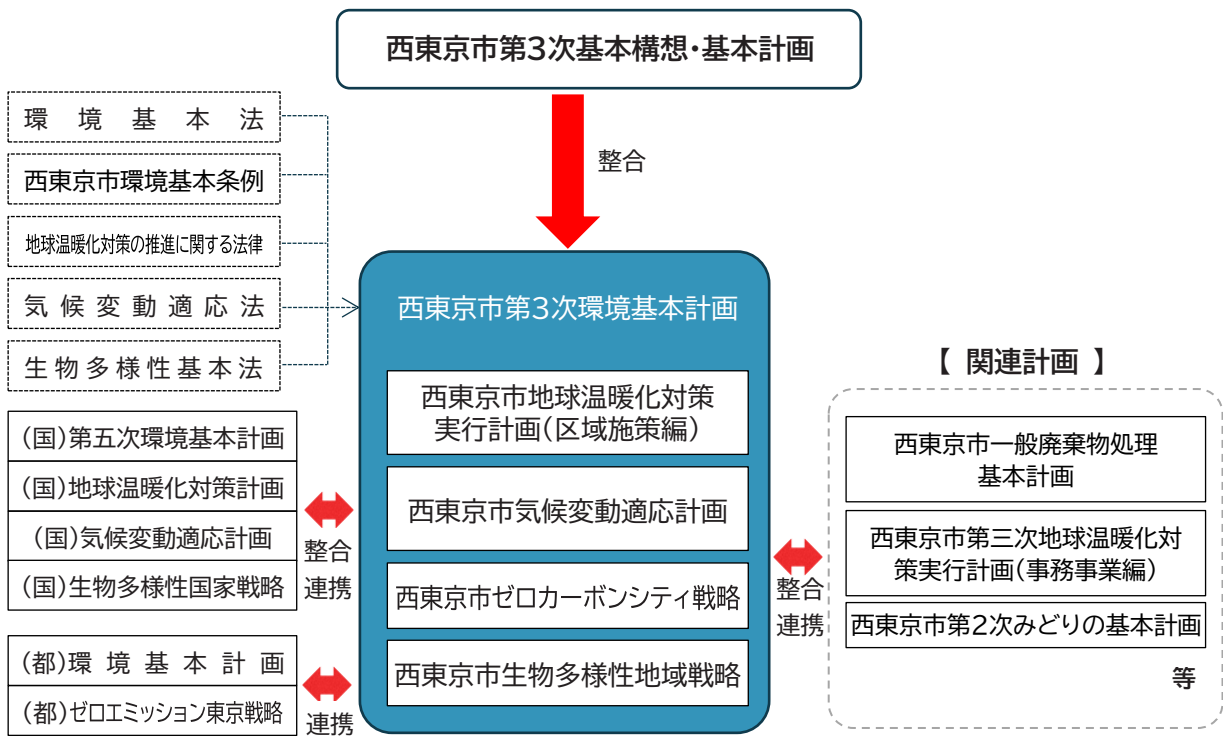 西東京市第3次基本構想・基本計画
整合
環境基本法
西東京市環境基本条例
地球温暖化対策の推進に関する法律
気候変動適応法
生物多様性基本法
(国)第五次環境基本計画
(国)地球温暖化対策計画
(国)気候変動適応計画
(国)生物多様性国家戦略
整合
連携
(都)環境基本計画
(都)ゼロエミッション東京戦略
連携
西東京市第3次環境基本計画
西東京市地球温暖化対策
実行計画(区域施策編)
西東京市気候変動適応計画
西東京市ゼロカーボンシティ戦略
西東京市生物多様性地域戦略
整合
連携
【 関連計画 】
西東京市一般廃棄物処理
基本計画
西東京市第三次地球温暖化対
策実行計画(事務事業編)
西東京市第2次みどりの基本計画
等